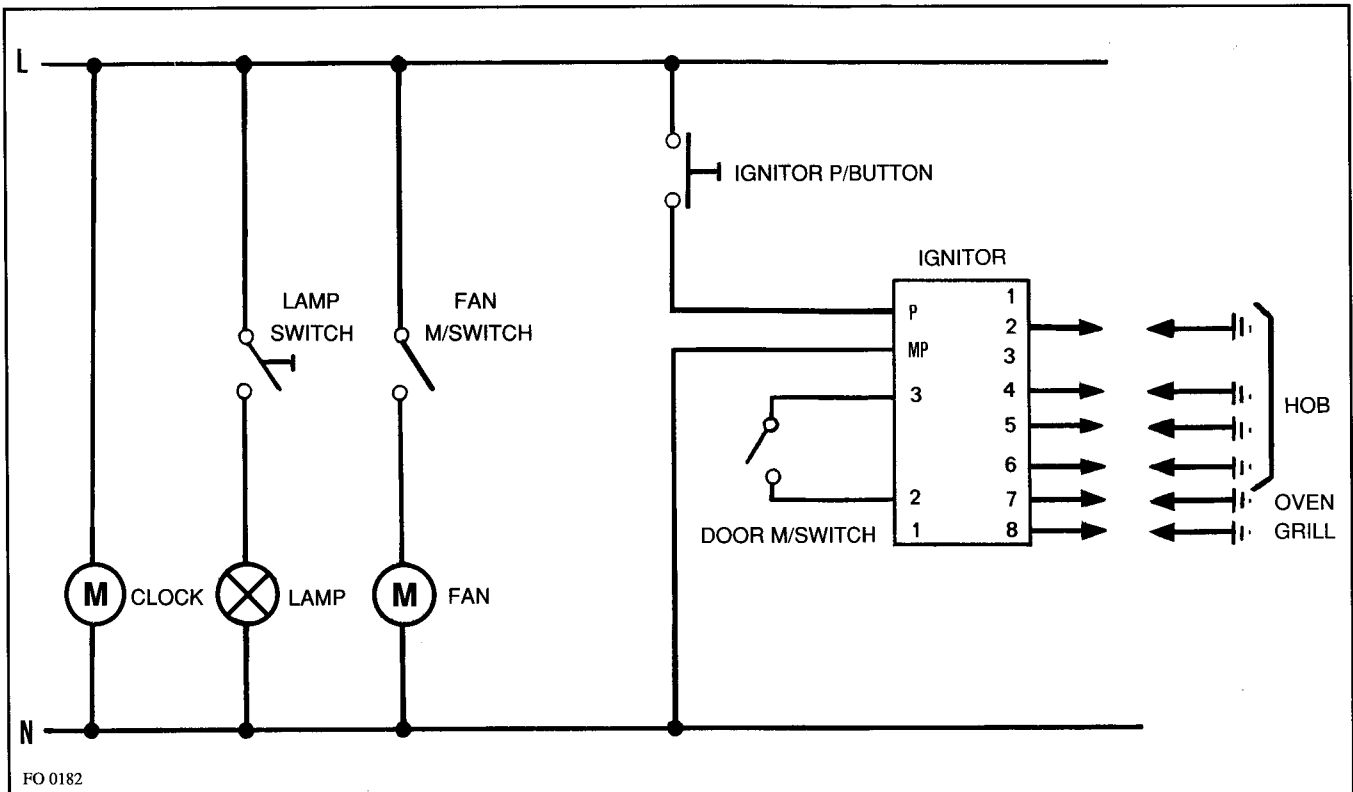 L
IGNITOR P/BUTTON
IGNITOR
LAMP
SWITCH
FAN
M/SWITCH
P
MP
3
2
1
1
2
3
4
5
6
7
8
HOB
OVEN
GRILL
DOOR M/SWITCH
M
CLOCK
LAMP
M
FAN
N
FO 0182